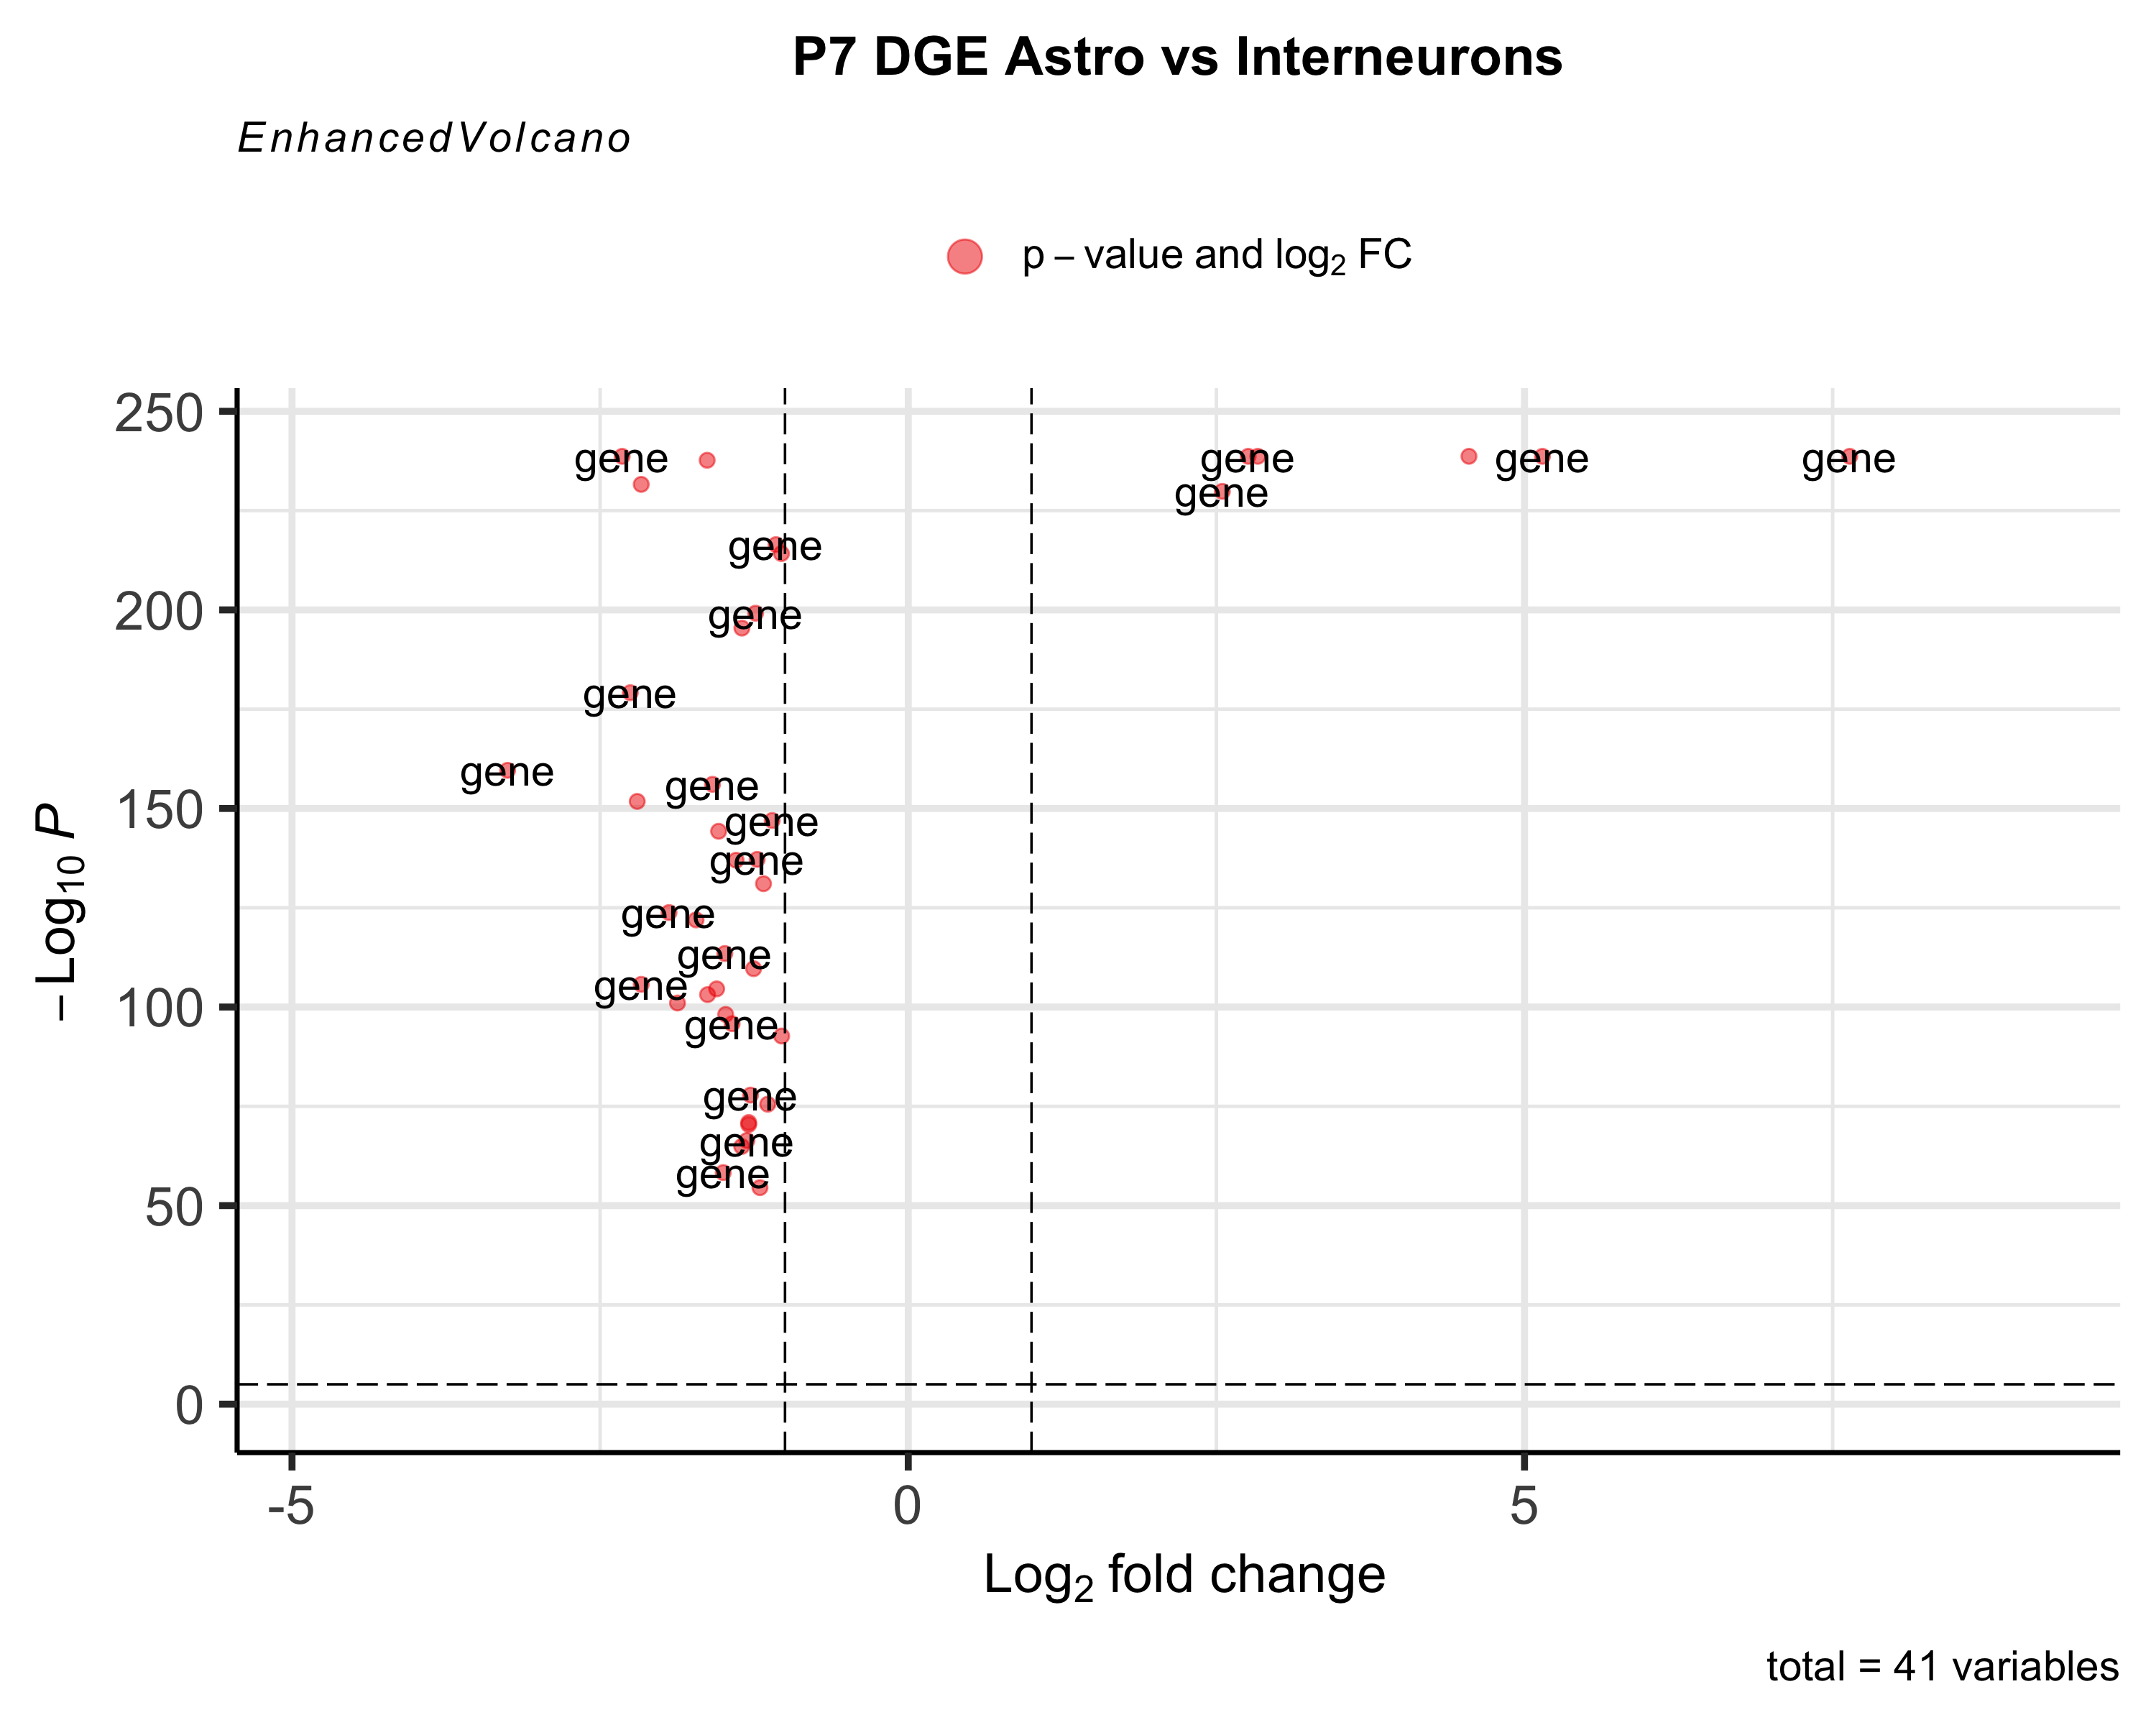 P7 DGE Astro vs Interneurons
EnhancedVolcano
p – value and log2 FC
250
gene gene gene gene
gene
gene
200
gene
gene
gene gene
150
gene
gene
gene
gene
gene
100
gene
gene
gene
gene
50
0
– Log10 P
-5 0 5
Log2 fold change
total = 41 variables